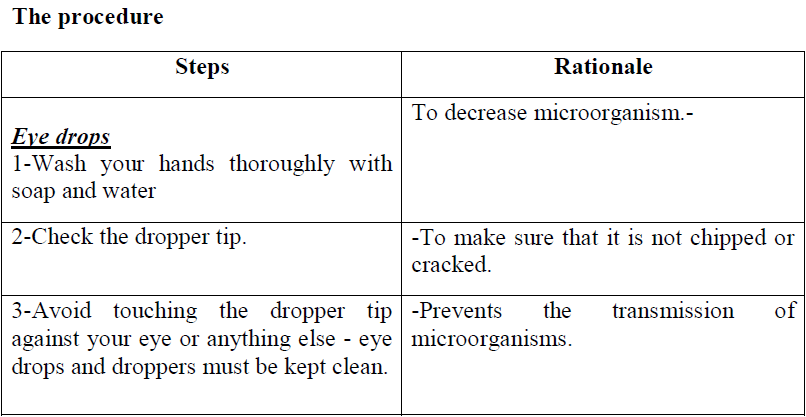 The procedure
Steps
Rationale
Eye drops
1-Wash your hands thoroughly with
soap and water
To decrease microorganism.-
2-Check the dropper tip.
-To make sure that it is not chipped or
cracked.
3-Avoid touching the dropper tip
against your eye or anything else - eye
drops and droppers must be kept clean.
-Prevents the transmission of
microorganisms.